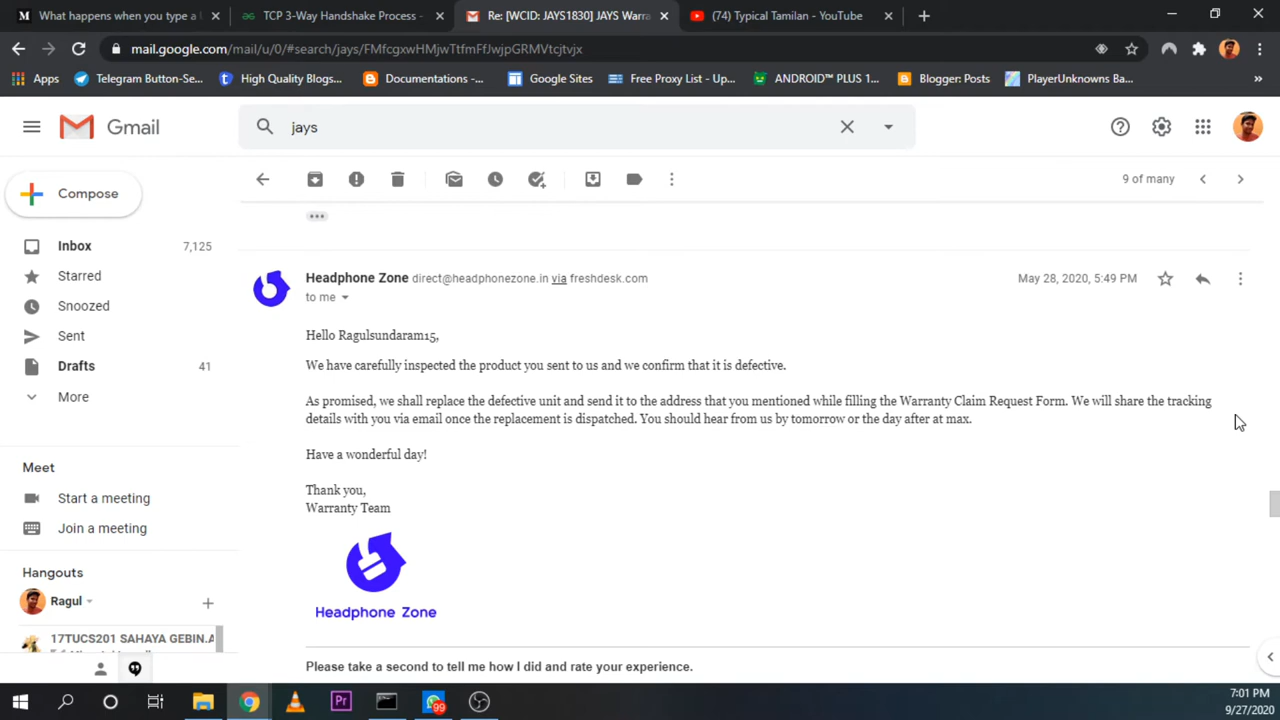 What happens when you type a U
TCP 3-Way Handshake Process -
Re: [WCID: JAYS1830] JAYS Warra
(74) Typical Tamilan - YouTube
mail.google.com/mail/u/0/#search/jays/FMfcgxwHMjwTtfmFfJwjpGRMVtcjtvjx
Apps
Telegram Button-Se...
High Quality Blogs...
Documentations -...
Google Sites
Free Proxy List - Up...
ANDROID™ PLUS 1...
Blogger: Posts
PlayerUnknowns Ba...
»
Gmail
jays
Compose
9 of many
Inbox 7,125
Starred
Snoozed
Sent
Drafts 41
More
Meet
Start a meeting
Join a meeting
Hangouts
Ragul
17TUCS201 SAHAYA GEBIN.A
Headphone Zone direct@headphonezone.in via freshdesk.com
May 28, 2020, 5:49 PM
to me
Hello Ragulsundaram15,
We have carefully inspected the product you sent to us and we confirm that it is defective.
As promised, we shall replace the defective unit and send it to the address that you mentioned while filling the Warranty Claim Request Form. We will share the tracking
details with you via email once the replacement is dispatched. You should hear from us by tomorrow or the day after at max.
Have a wonderful day!
Thank you,
Warranty Team
Headphone Zone
Please take a second to tell me how I did and rate your experience.
Pr
99
7:01 PM
9/27/2020